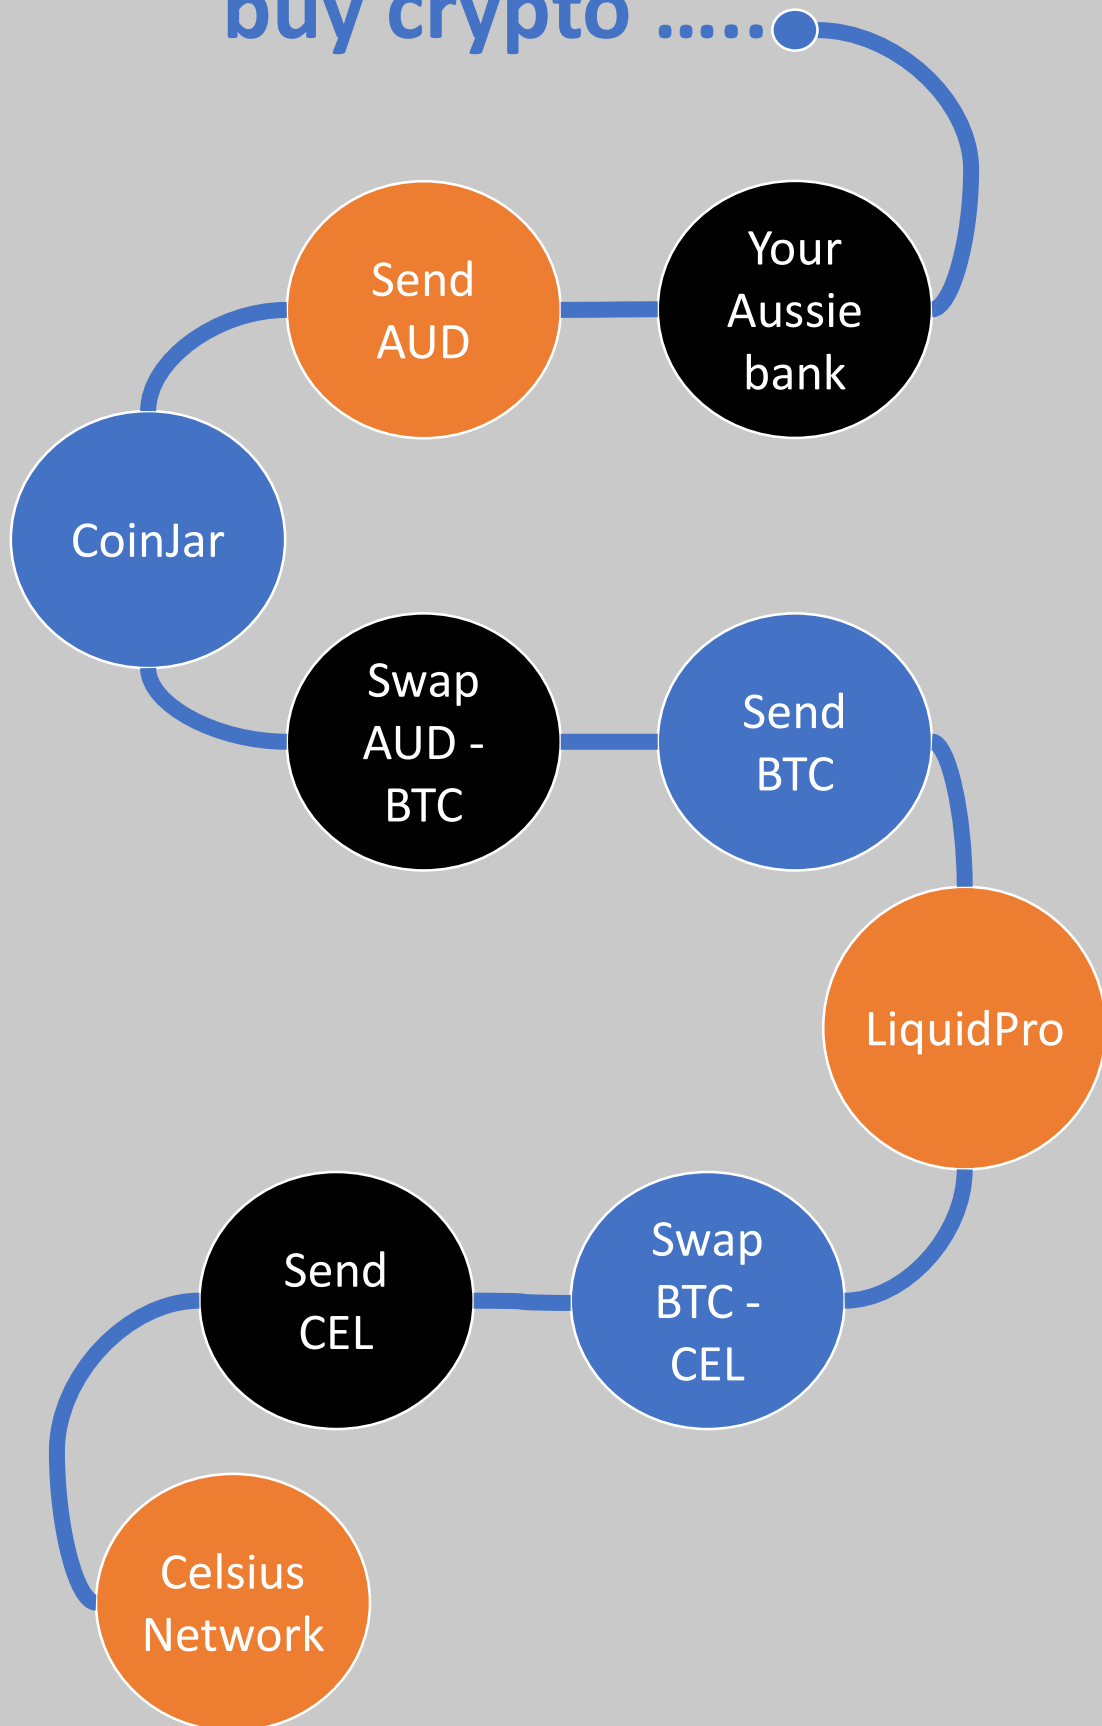 buy crypto .....
Your
Aussie
bank
Send
AUD
CoinJar
Swap
AUD -
BTC
Send
BTC
LiquidPro
Swap
BTC -
CEL
Send
CEL
Celsius
Network